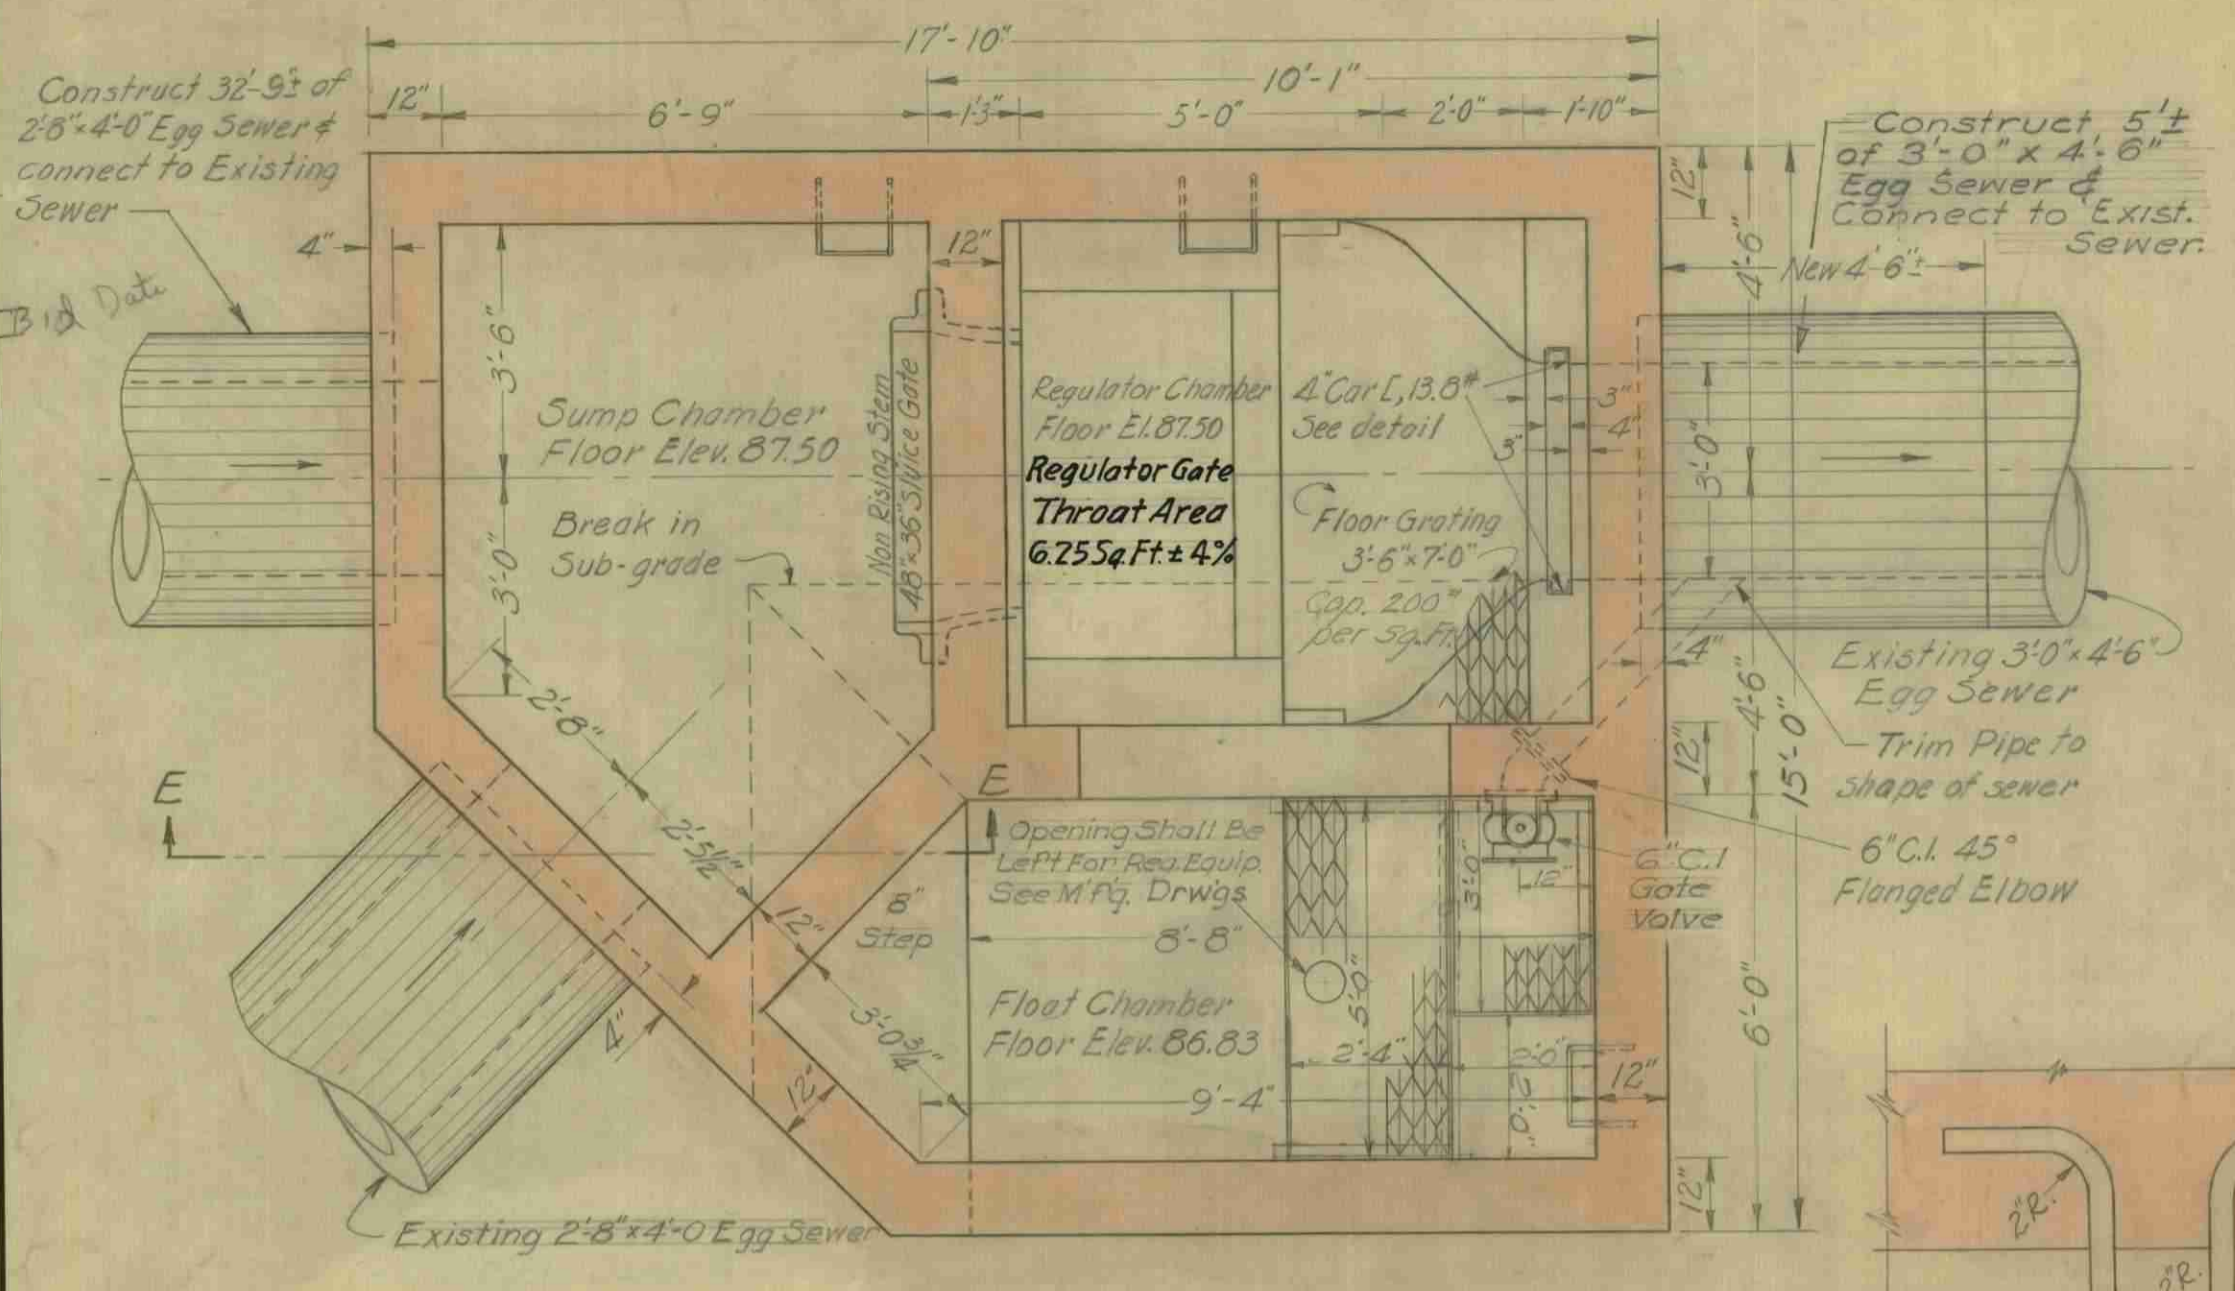 17'-10"
10'-1"
12"
6'-9"
1'-3"
5'-0"
2'-0"
1'-10"
Construct 32'-9"± of
2'-8"×4'-0" Egg Sewer &
connect to Existing
Sewer
Construct 5'±
of 3'-0" x 4'-6"
Egg Sewer &
Connect to Exist.
Sewer.
New 4'-6"±
12"
4'-6"
4"
12"
Bid Date
3'-6"
3'-0"
Sump Chamber
Floor Elev. 87.50
Break in
Sub-grade
Non Rising Stem
48"×36" Sluice Gate
Regulator Chamber
Floor El. 87.50
Regulator Gate
Throat Area
6.25 Sq. Ft. ± 4%
4" Car [, 13.8#
See detail
3"
4"
3"
3'-0"
Floor Grating
3'-6"×7'-0"
Cap. 200#
per Sq. Ft.
4"
Existing 3'-0"×4'-6"
Egg Sewer
4'-6"
15'-0"
12"
Trim Pipe to
shape of sewer
6" C.I. 45°
Flanged Elbow
6" C.I
Gate
Valve
2'-8"
2'-5½"
E
E
12"
8"
Step
Opening Shall Be
Left For Reg. Equip.
See M'f'g. Drw'gs
8'-8"
3'-0"
12"
Float Chamber
Floor Elev. 86.83
3'-0¾"
5'-0"
2'-4"
2'-0"
2'-0"
9'-4"
12"
6'-0"
12"
4"
12"
Existing 2'-8"×4'-0 Egg Sewer
2"R.
2"R.